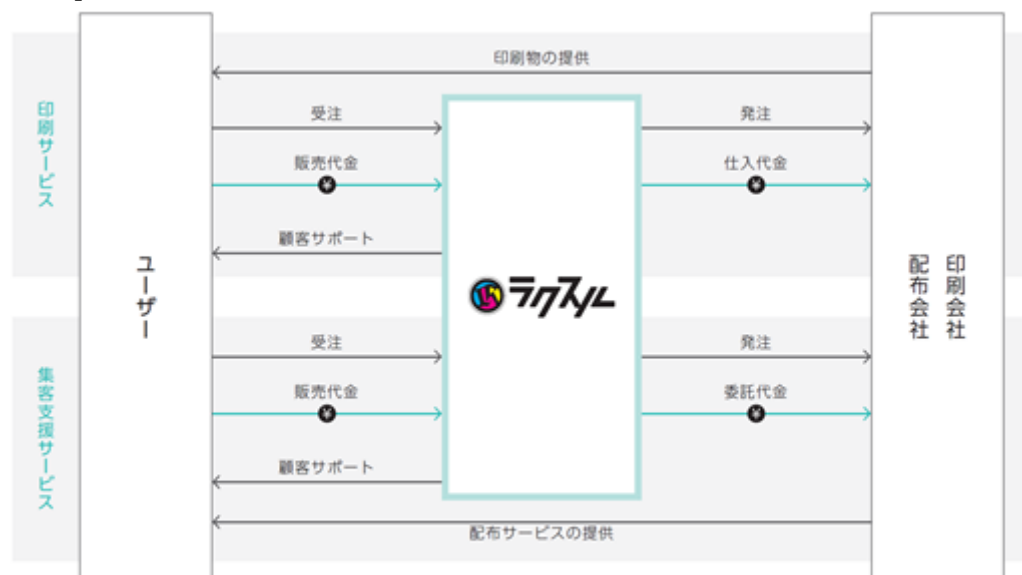 印刷サービス
印刷物の提供
受注
発注
販売代金
¥
仕入代金
¥
顧客サポート
ユーザー
ラクスル
印刷会社
配布会社
集客支援サービス
受注
発注
販売代金
¥
委託代金
¥
顧客サポート
配布サービスの提供